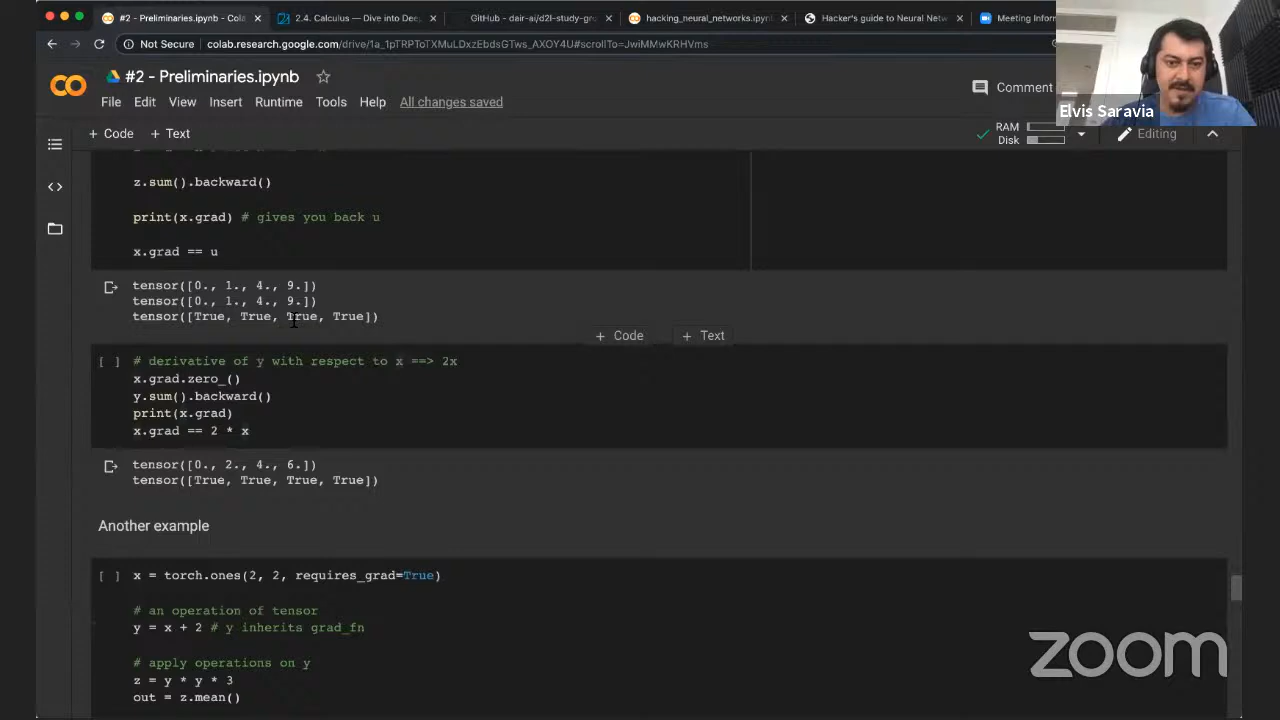 #2 - Preliminaries.ipynb - Cola
2.4. Calculus — Dive into Deep
GitHub - dair-ai/d2l-study-gro
hacking_neural_networks.ipynb
Hacker's guide to Neural Netw
Meeting Inform
Not Secure
colab.research.google.com/drive/1a_1pTRPToTXMuLDxzEbdsGTws_AXOY4U#scrollTo=JwiMMwKRHVms
#2 - Preliminaries.ipynb
Comment
File Edit View Insert Runtime Tools Help All changes saved
Elvis Saravia
+ Code + Text
RAM
Disk
Editing
z.sum().backward()
print(x.grad) # gives you back u
x.grad == u
tensor([0., 1., 4., 9.])
tensor([0., 1., 4., 9.])
tensor([True, True, True, True])
+ Code + Text
[ ] # derivative of y with respect to x ==> 2x
x.grad.zero_()
y.sum().backward()
print(x.grad)
x.grad == 2 * x
tensor([0., 2., 4., 6.])
tensor([True, True, True, True])
Another example
[ ] x = torch.ones(2, 2, requires_grad=True)
# an operation of tensor
y = x + 2 # y inherits grad_fn
# apply operations on y
z = y * y * 3
out = z.mean()
zoom